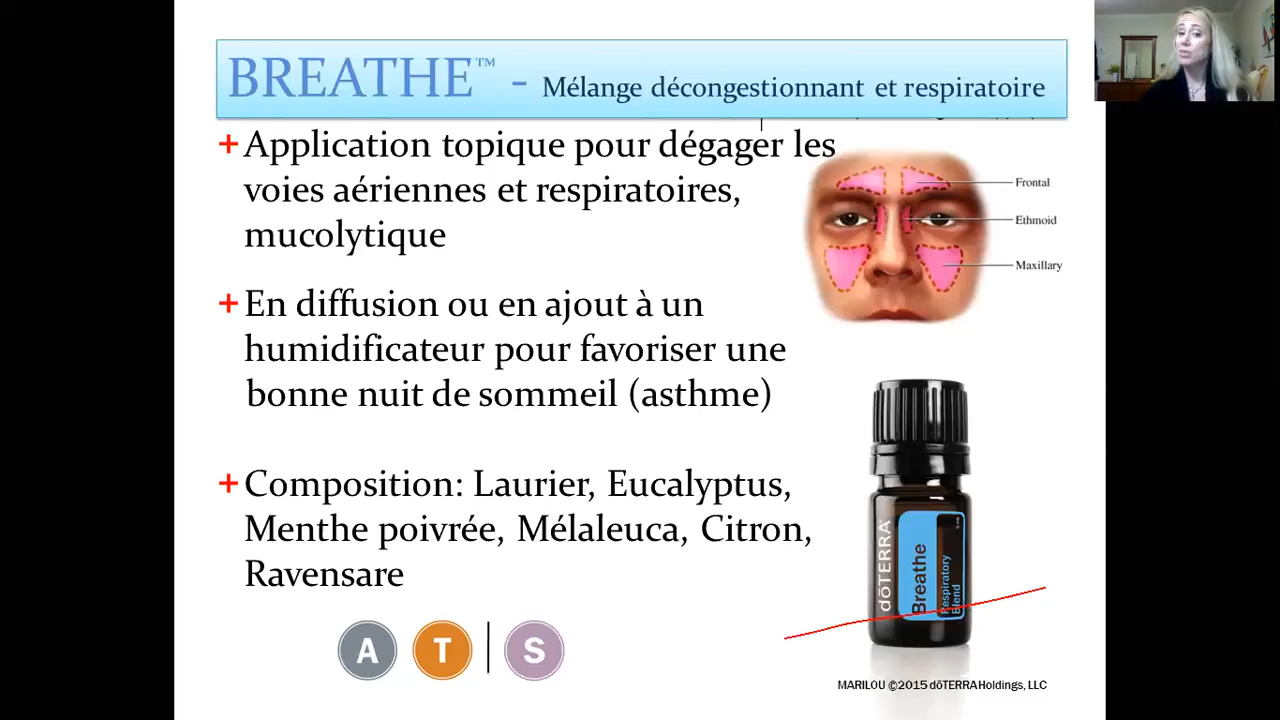 BREATHE™ - Mélange décongestionnant et respiratoire
+Application topique pour dégager les
voies aériennes et respiratoires,
mucolytique
Frontal
Ethmoid
Maxillary
+En diffusion ou en ajout à un
humidificateur pour favoriser une
bonne nuit de sommeil (asthme)
+Composition: Laurier, Eucalyptus,
Menthe poivrée, Mélaleuca, Citron,
Ravensare
dōTERRA
Breathe
Respiratory
Blend
A T | S
MARILOU ©2015 dōTERRA Holdings, LLC